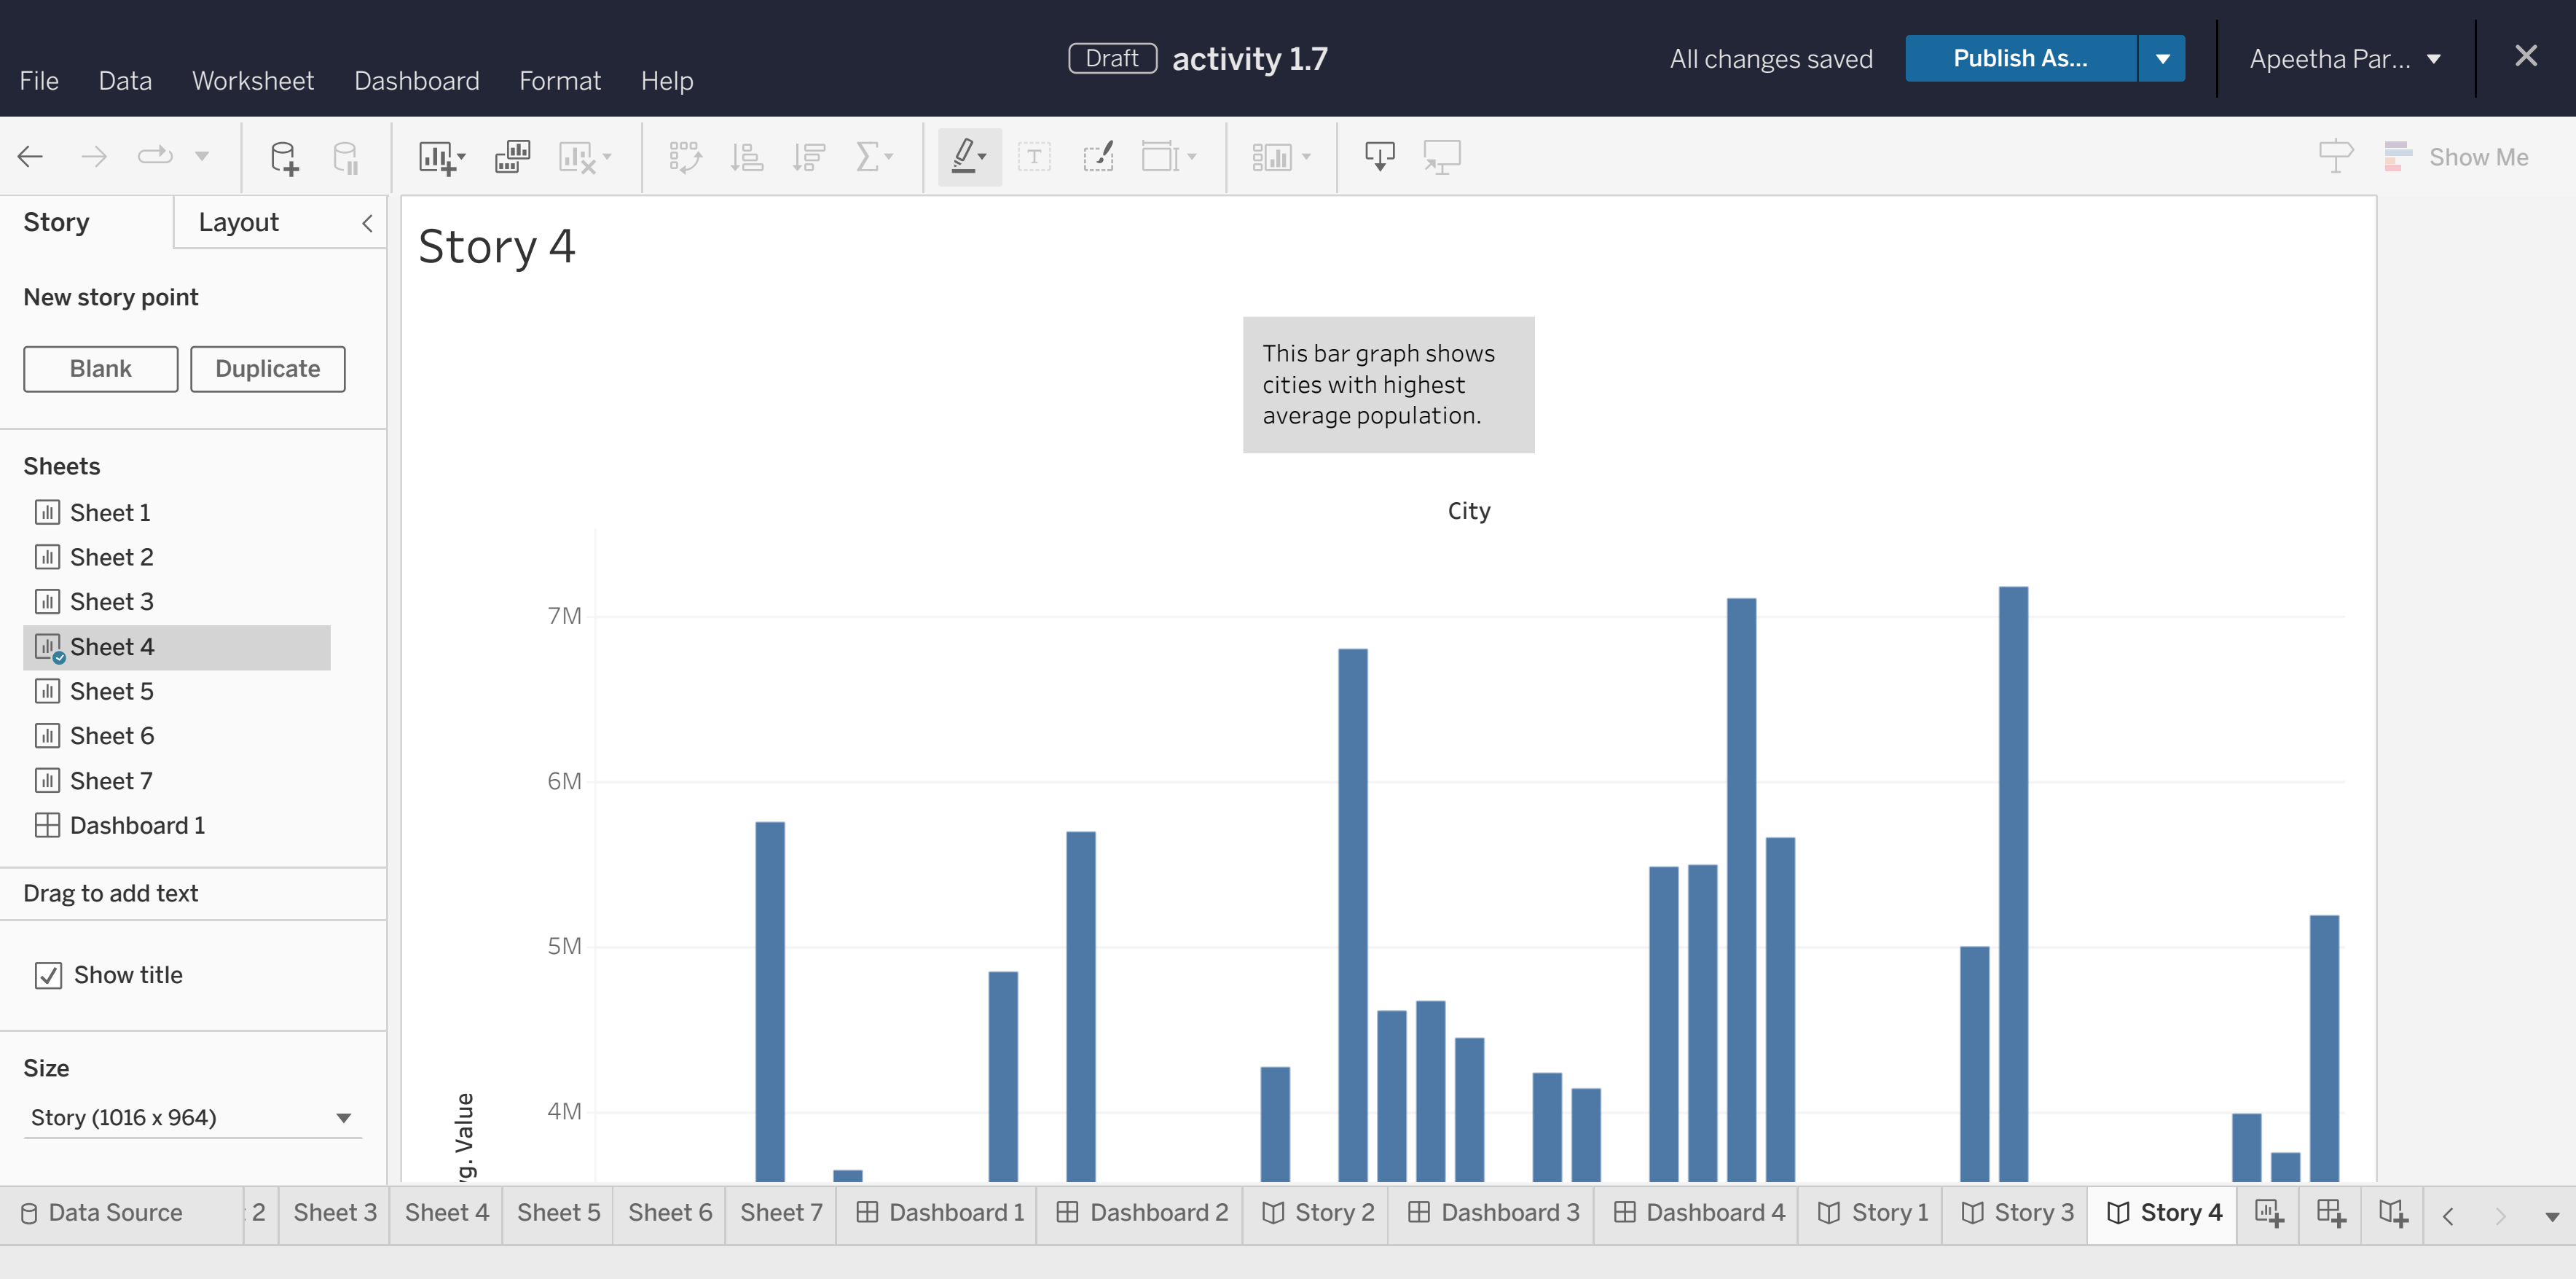 Draft activity 1.7
All changes saved
Publish As...
Apeetha Par...
File Data Worksheet Dashboard Format Help
Show Me
Story
Layout
New story point
Blank
Duplicate
Sheets
Sheet 1
Sheet 2
Sheet 3
Sheet 4
Sheet 5
Sheet 6
Sheet 7
Dashboard 1
Drag to add text
Show title
Size
Story (1016 x 964)
Story 4
This bar graph shows
cities with highest
average population.
City
7M
6M
5M
4M
vg. Value
Data Source
2
Sheet 3
Sheet 4
Sheet 5
Sheet 6
Sheet 7
Dashboard 1
Dashboard 2
Story 2
Dashboard 3
Dashboard 4
Story 1
Story 3
Story 4